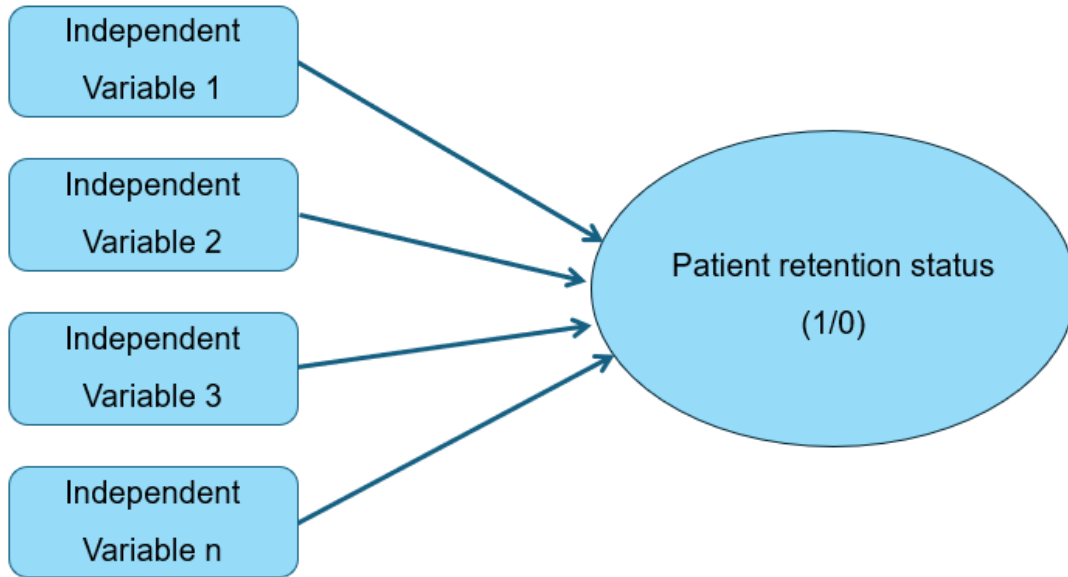 Independent
Variable 1
Independent
Variable 2
Independent
Variable 3
Independent
Variable n
Patient retention status
(1/0)